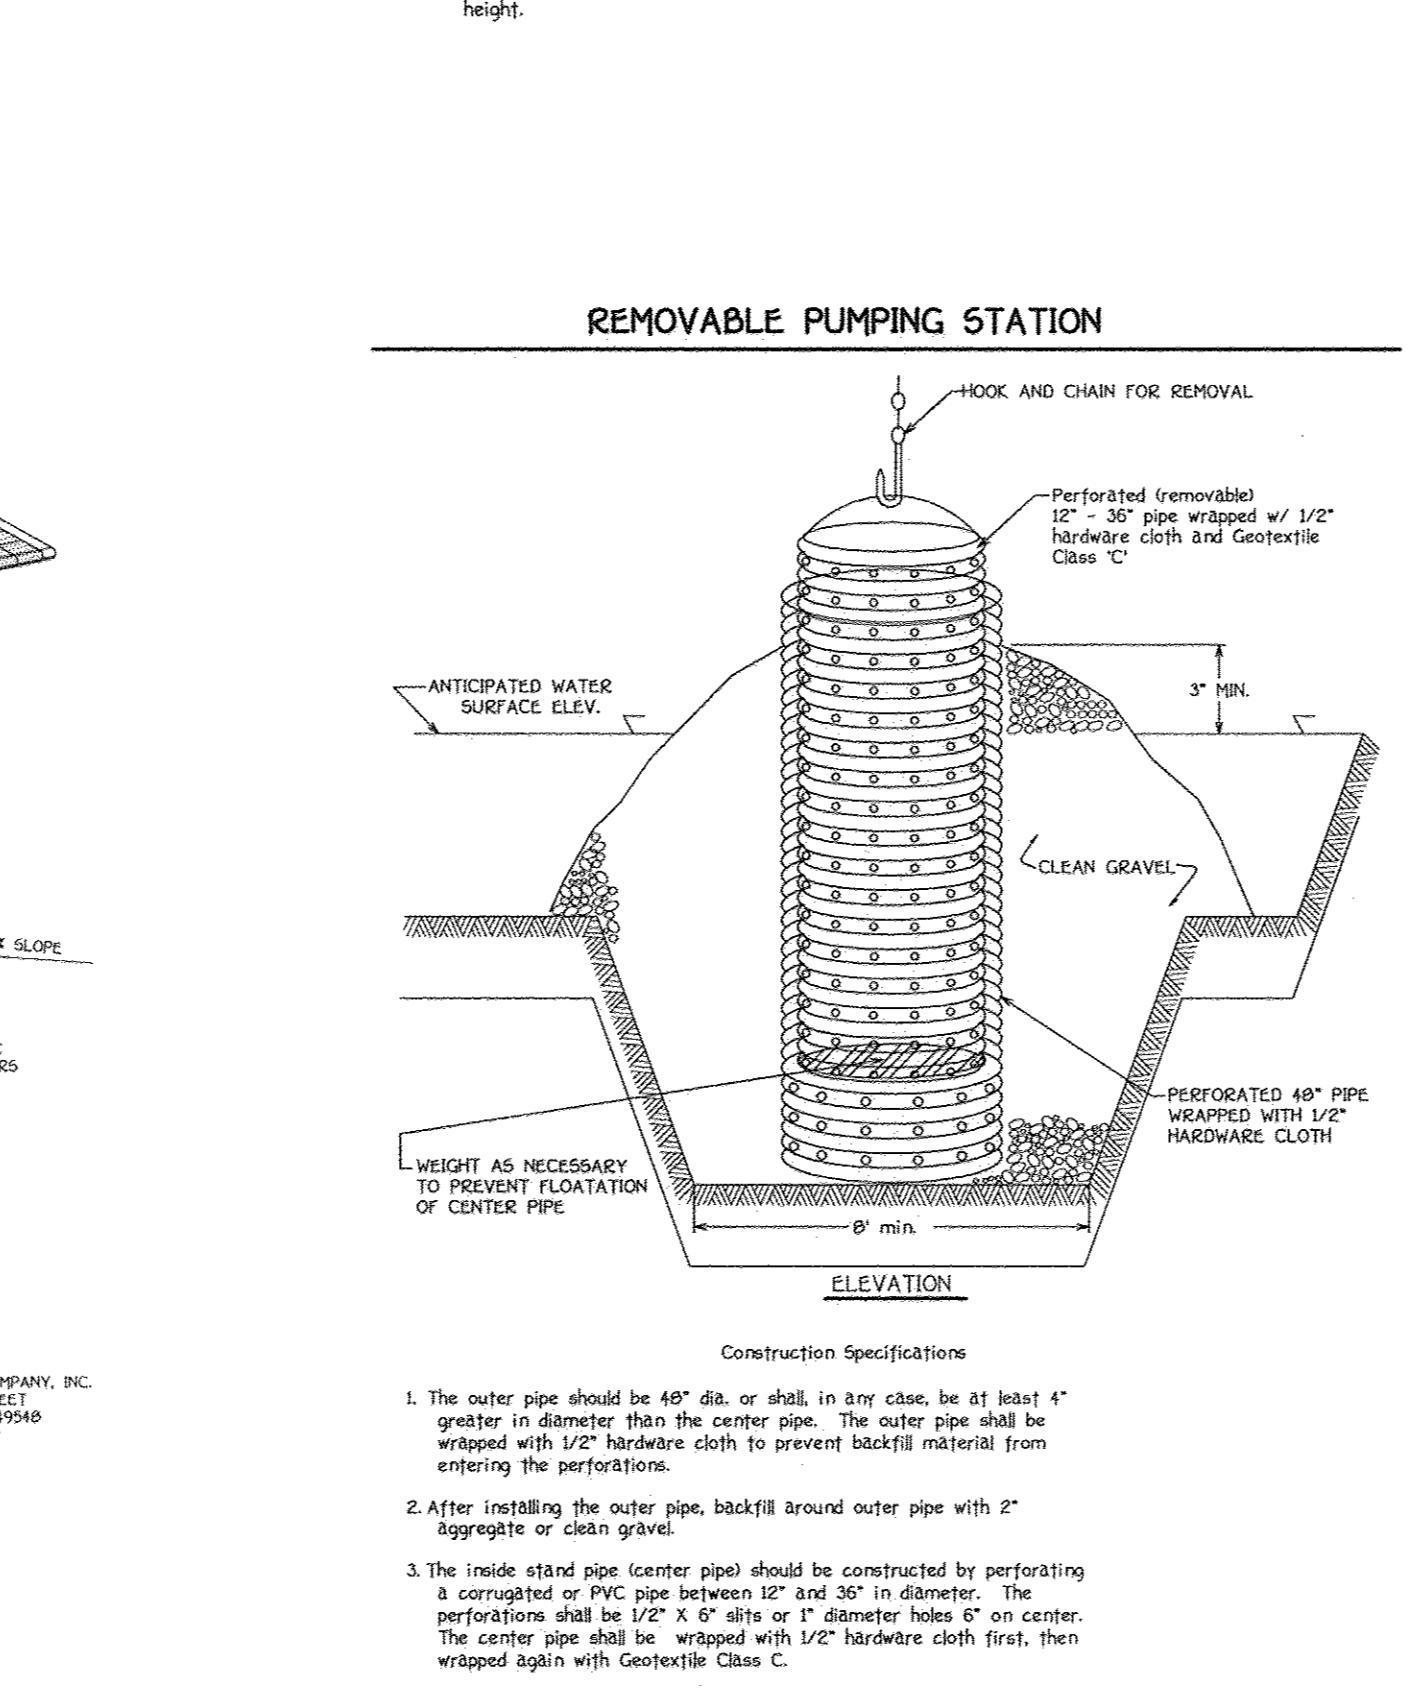 height.
REMOVABLE PUMPING STATION
HOOK AND CHAIN FOR REMOVAL
Perforated (removable)
12" - 36" pipe wrapped w/ 1/2"
hardware cloth and Geotextile
Class 'C'
3" MIN.
ANTICIPATED WATER
SURFACE ELEV.
CLEAN GRAVEL
SLOPE
RS
PERFORATED 48" PIPE
WRAPPED WITH 1/2"
HARDWARE CLOTH
WEIGHT AS NECESSARY
TO PREVENT FLOATATION
OF CENTER PIPE
8' min.
ELEVATION
Construction Specifications
MPANY, INC.
EET
49548
1. The outer pipe should be 48" dia. or shall, in any case, be at least 4"
greater in diameter than the center pipe. The outer pipe shall be
wrapped with 1/2" hardware cloth to prevent backfill material from
entering the perforations.
2. After installing the outer pipe, backfill around outer pipe with 2"
aggregate or clean gravel.
3. The inside stand pipe (center pipe) should be constructed by perforating
a corrugated or PVC pipe between 12" and 36" in diameter. The
perforations shall be 1/2" X 6" slits or 1" diameter holes 6" on center.
The center pipe shall be wrapped with 1/2" hardware cloth first, then
wrapped again with Geotextile Class C.